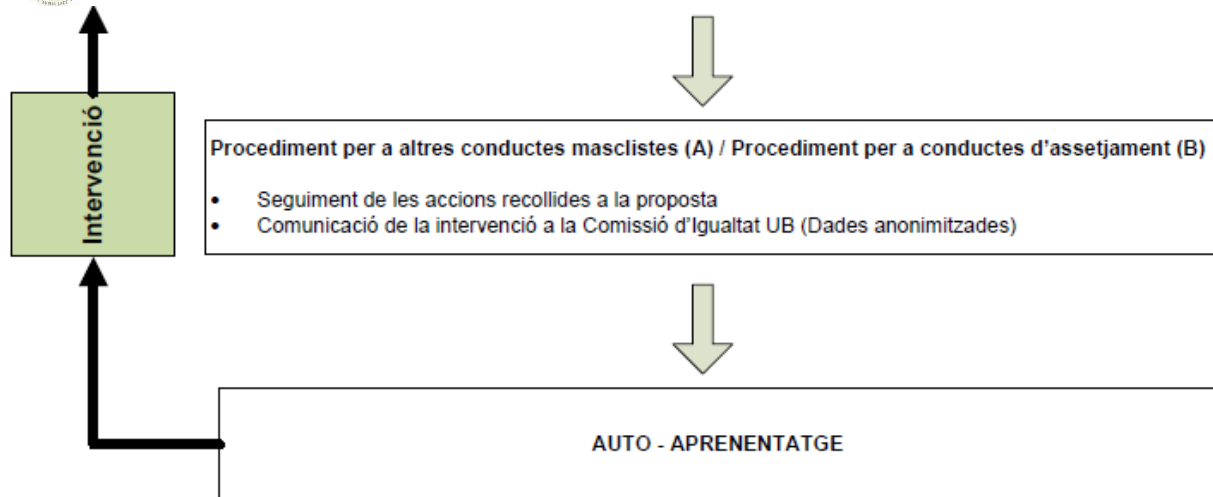 Intervenció
Procediment per a altres conductes masclistes (A) / Procediment per a conductes d'assetjament (B)
• Seguiment de les accions recollides a la proposta
• Comunicació de la intervenció a la Comissió d'Igualtat UB (Dades anonimitzades)
AUTO - APRENENTATGE